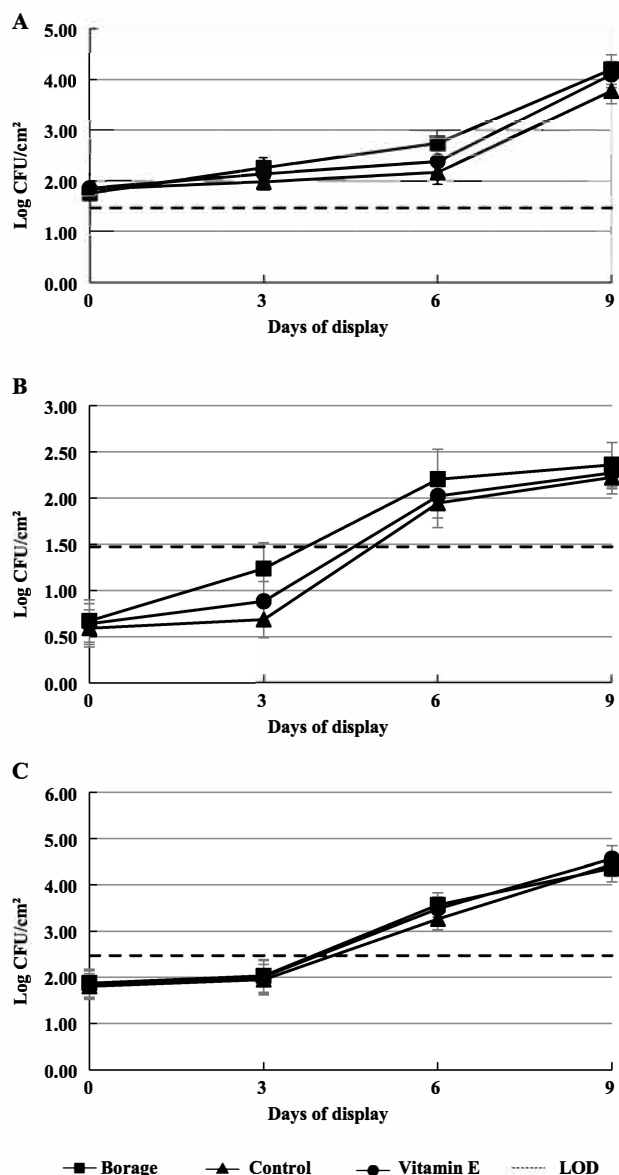 A
5.00
4.00
3.00
2.00
1.00
0.00
Log CFU/cm²
0 3 6 9
Days of display
B
3.00
2.50
2.00
1.50
1.00
0.50
0.00
Log CFU/cm²
0 3 6 9
Days of display
C
6.00
5.00
4.00
3.00
2.00
1.00
0.00
Log CFU/cm²
0 3 6 9
Days of display
Borage Control Vitamin E LOD